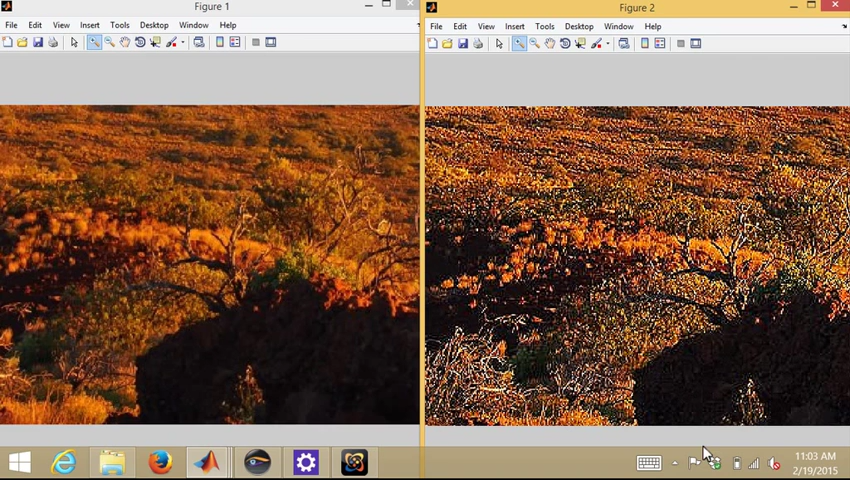 Figure 1
File Edit View Insert Tools Desktop Window Help
Figure 2
File Edit View Insert Tools Desktop Window Help
11:03 AM
2/19/2015